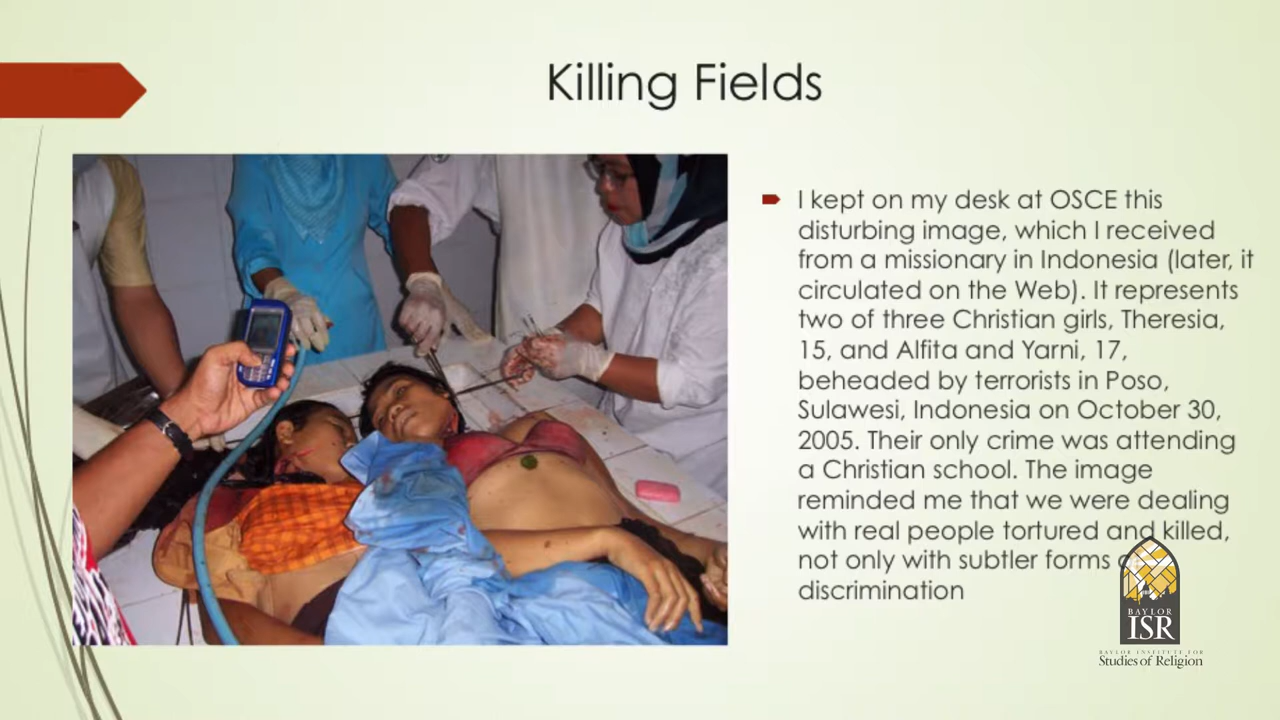 Killing Fields
I kept on my desk at OSCE this
disturbing image, which I received
from a missionary in Indonesia (later, it
circulated on the Web). It represents
two of three Christian girls, Theresia,
15, and Alfita and Yarni, 17,
beheaded by terrorists in Poso,
Sulawesi, Indonesia on October 30,
2005. Their only crime was attending
a Christian school. The image
reminded me that we were dealing
with real people tortured and killed,
not only with subtler forms
discrimination
BAYLOR
ISR
BAYLOR INSTITUTE FOR
Studies of Religion